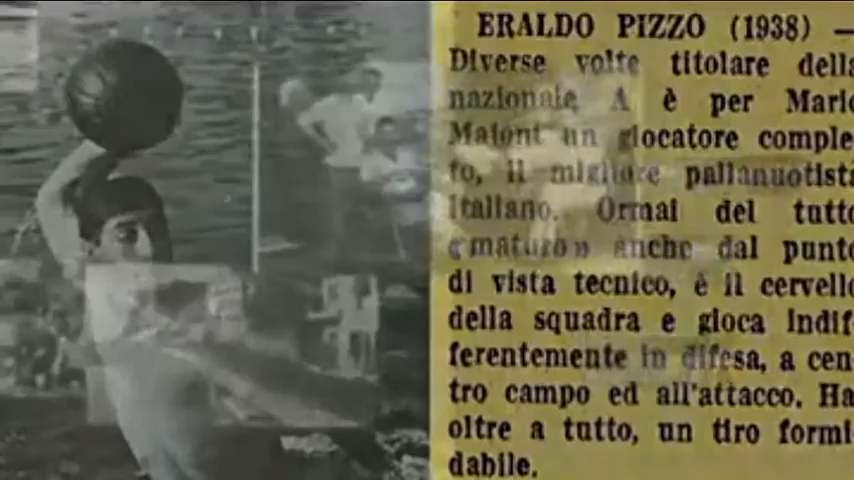 ERALDO PIZZO (1938) —
Diverse volte titolare della
nazionale A è per Mario
Maioni un giocatore comple-
to, il migliore pallanuotista
Italiano. Ormai del tutto
«maturo» anche dal punto
di vista tecnico, è il cervello
della squadra e gioca indif-
ferentemente in difesa, a cen-
tro campo ed all'attacco. Ha
oltre a tutto, un tiro formi-
dabile.